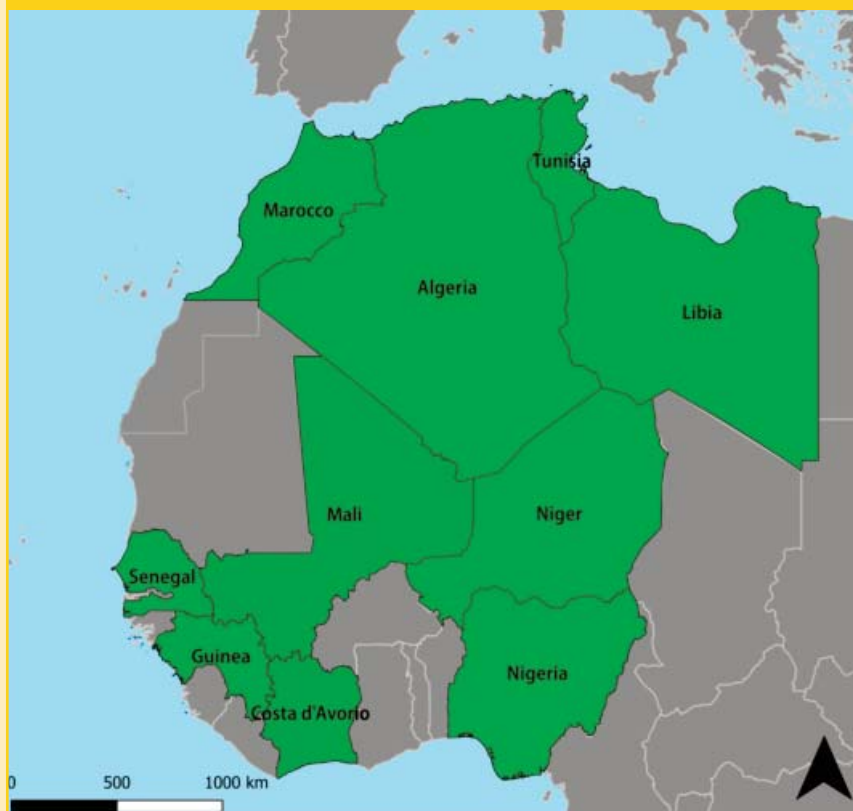 Tunisia
Marocco
Algeria
Libia
Mali
Niger
Senegal
Guinea
Nigeria
Costa d'Avorio
0 500 1000 km